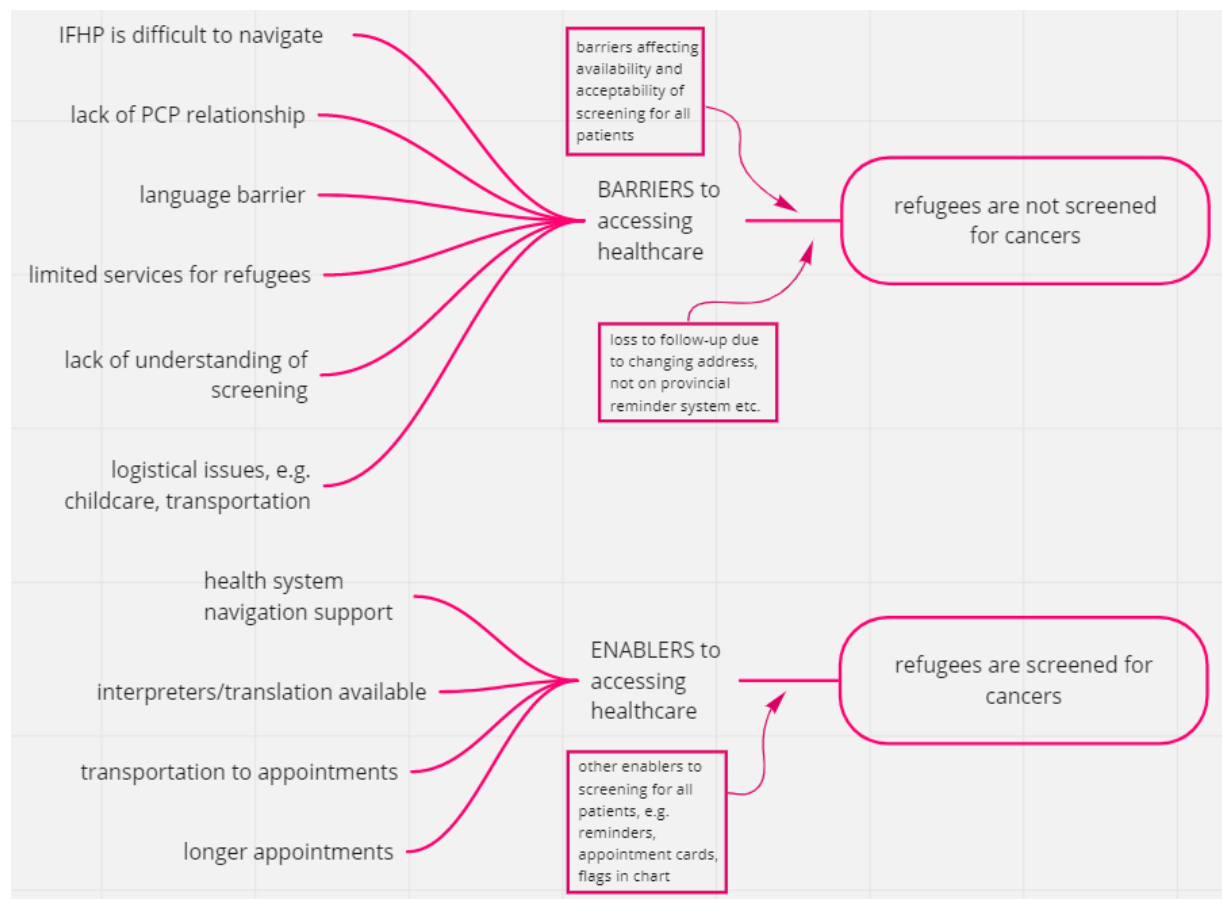 IFHP is difficult to navigate
lack of PCP relationship
language barrier
limited services for refugees
lack of understanding of
screening
logistical issues, e.g.
childcare, transportation
BARRIERS to
accessing
healthcare
barriers affecting
availability and
acceptability of
screening for all
patients
loss to follow-up due
to changing address,
not on provincial
reminder system etc.
refugees are not screened
for cancers
health system
navigation support
interpreters/translation available
transportation to appointments
longer appointments
ENABLERS to
accessing
healthcare
other enablers to
screening for all
patients, e.g.
reminders,
appointment cards,
flags in chart
refugees are screened for
cancers